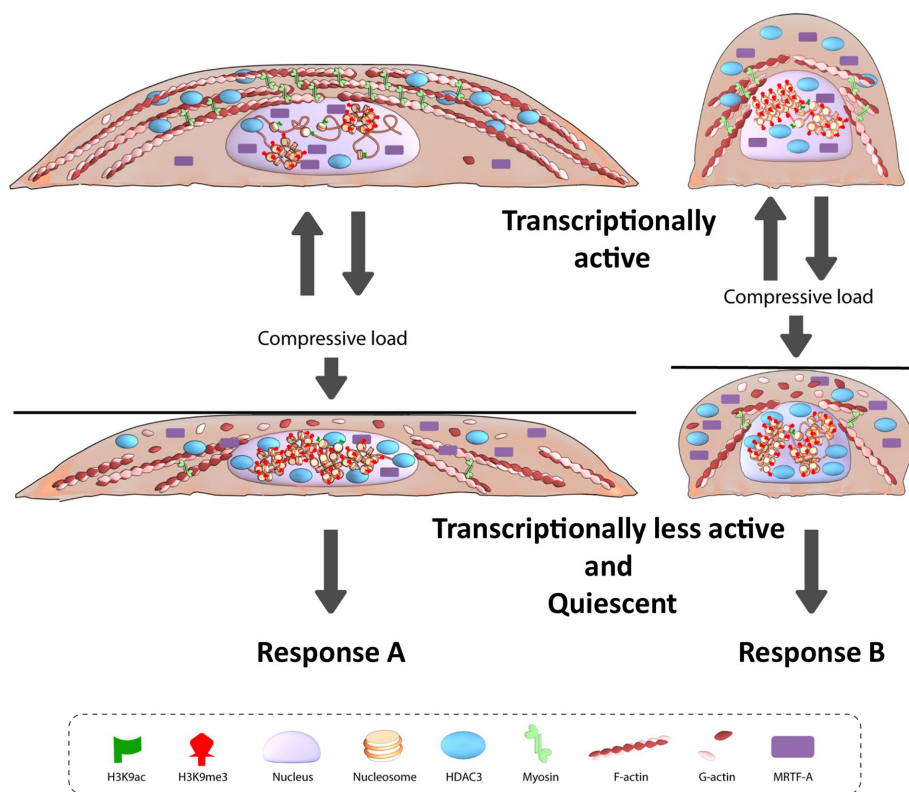 Transcriptionally
active
Compressive load
Compressive load
Transcriptionally less active
and
Quiescent
Response A
Response B
H3K9ac
H3K9me3
Nucleus
Nucleosome
HDAC3
Myosin
F-actin
G-actin
MRTF-A